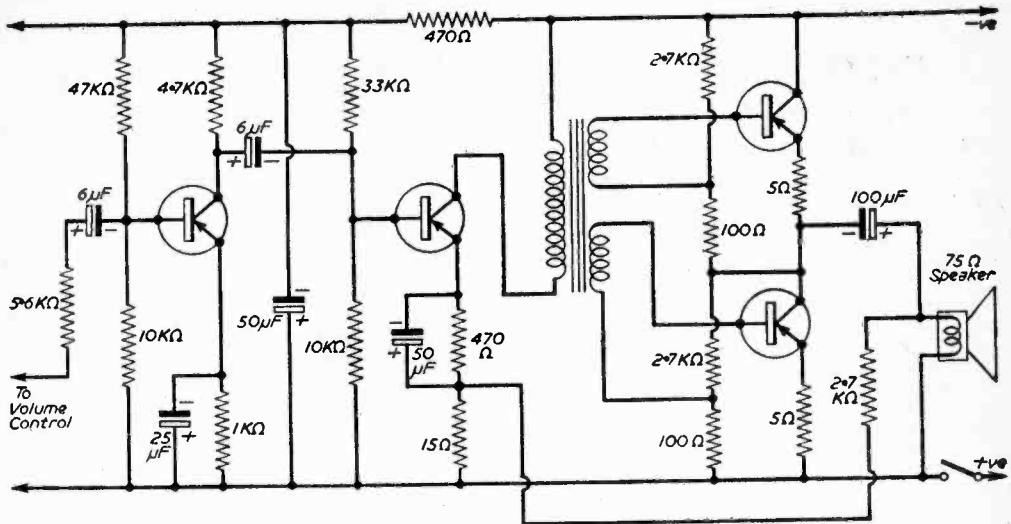 470Ω
-ve
47KΩ
4•7KΩ
33KΩ
2•7KΩ
6µF
+ -
6µF
+ -
5Ω
100µF
- +
100Ω
75Ω
Speaker
5•6KΩ
-
+
50µF
10KΩ
10KΩ
-
+
50
µF
470
Ω
2•7KΩ
2•7
KΩ
To
Volume
Control
-
+
25
µF
1KΩ
15Ω
100Ω
5Ω
+ve